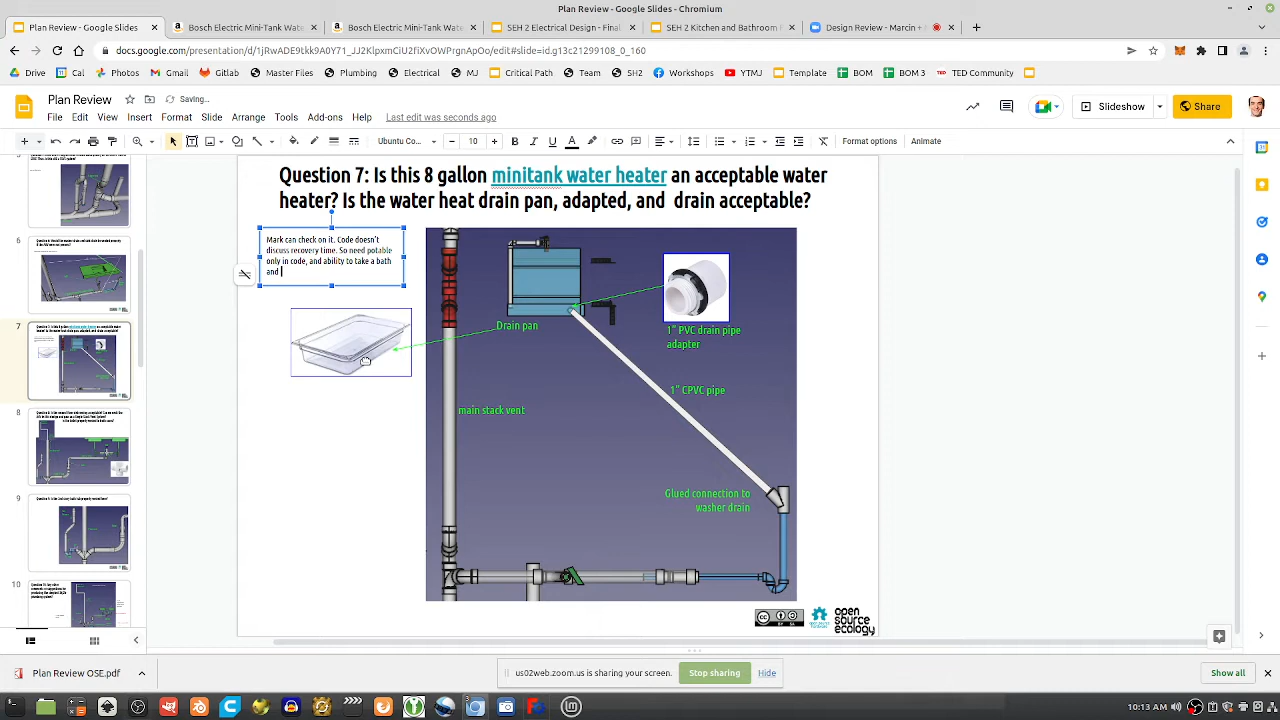 Plan Review - Google Slides - Chromium
Plan Review - Google Slides
Bosch Electric Mini-Tank Water
Bosch Electric Mini-Tank Wate
SEH 2 Electrical Design - Final
SEH 2 Kitchen and Bathroom F
Design Review - Marcin +
docs.google.com/presentation/d/1jRwADE9tkk9A0Y71_JJ2KlpxmCiU2fiXvOWPrgnApOo/edit#slide=id.g13c21299108_0_160
Drive Cal Photos Gmail Gitlab Master Files Plumbing Electrical MJ Critical Path Team SH2 Workshops YTMJ Template BOM BOM 3 TED Community
Plan Review Saving...
File Edit View Insert Format Slide Arrange Tools Add-ons Help Last edit was seconds ago
Slideshow Share
Ubuntu Co... 10 Format options Animate
Question 7: Is this 8 gallon minitank water heater an acceptable water
heater? Is the water heat drain pan, adapted, and drain acceptable?
Mark can check on it. Code doesn't
discuss recovery time. So need potable
only in code, and ability to take a bath
and
Drain pan
1" PVC drain pipe
adapter
1" CPVC pipe
main stack vent
Glued connection to
washer drain
open
source
ecology
6
7
8
9
10
Plan Review OSE.pdf
us02web.zoom.us is sharing your screen.
Stop sharing
Hide
Show all
10:13 AM